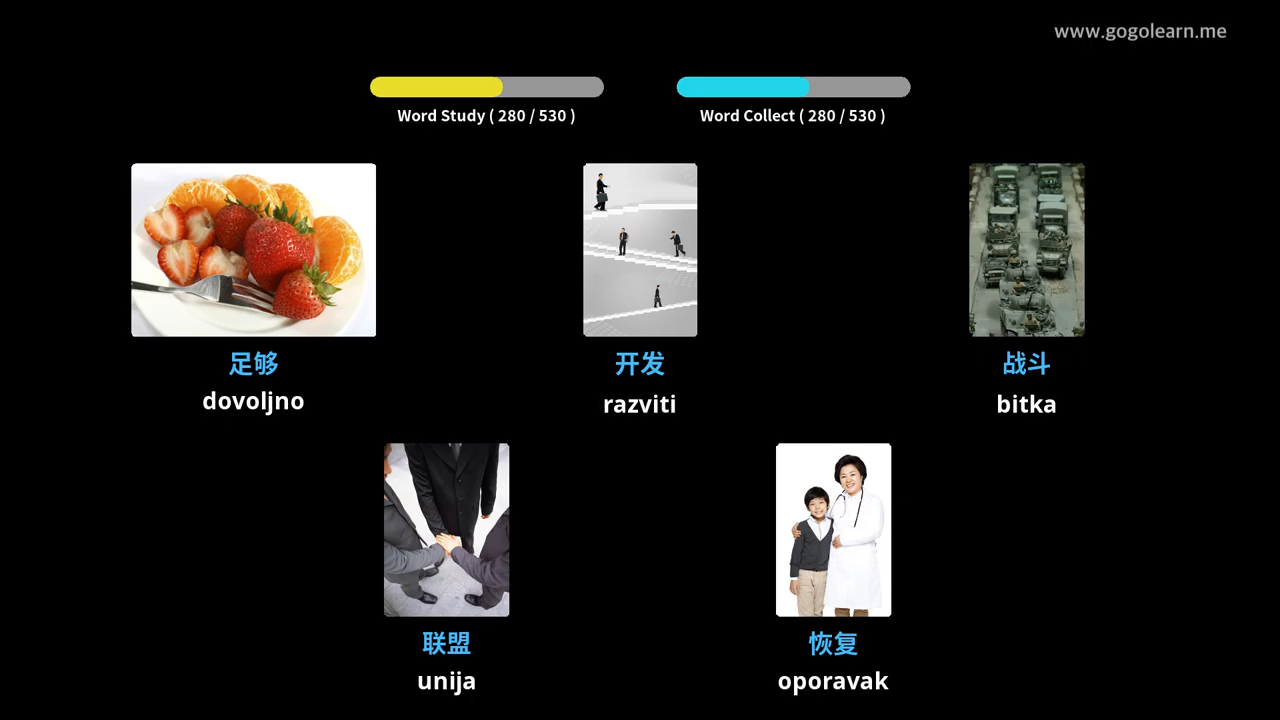 www.gogolearn.me
Word Study ( 280 / 530 )
Word Collect ( 280 / 530 )
足够
dovoljno
开发
razviti
战斗
bitka
联盟
unija
恢复
oporavak